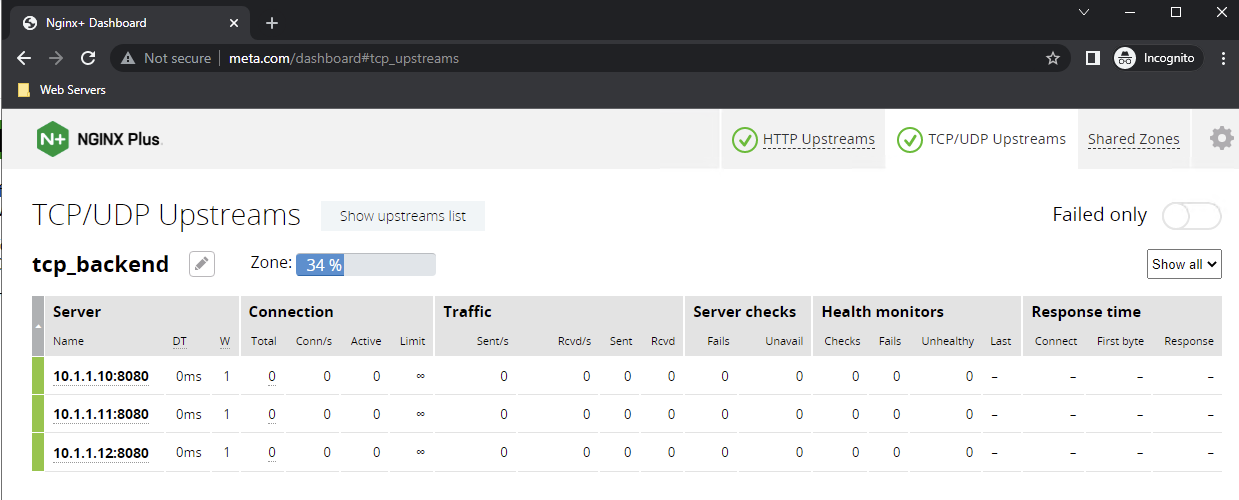 Nginx+ Dashboard
Not secure meta.com/dashboard#tcp_upstreams Incognito
Web Servers
N+ NGINX Plus HTTP Upstreams TCP/UDP Upstreams Shared Zones
TCP/UDP Upstreams Show upstreams list Failed only
tcp_backend Zone: 34 % Show all
Server Connection Traffic Server checks Health monitors Response time
Name DT W Total Conn/s Active Limit Sent/s Rcvd/s Sent Rcvd Fails Unavail Checks Fails Unhealthy Last Connect First byte Response
10.1.1.10:8080 0ms 1 0 0 0 ∞ 0 0 0 0 0 0 0 0 0 – – – –
10.1.1.11:8080 0ms 1 0 0 0 ∞ 0 0 0 0 0 0 0 0 0 – – – –
10.1.1.12:8080 0ms 1 0 0 0 ∞ 0 0 0 0 0 0 0 0 0 – – – –